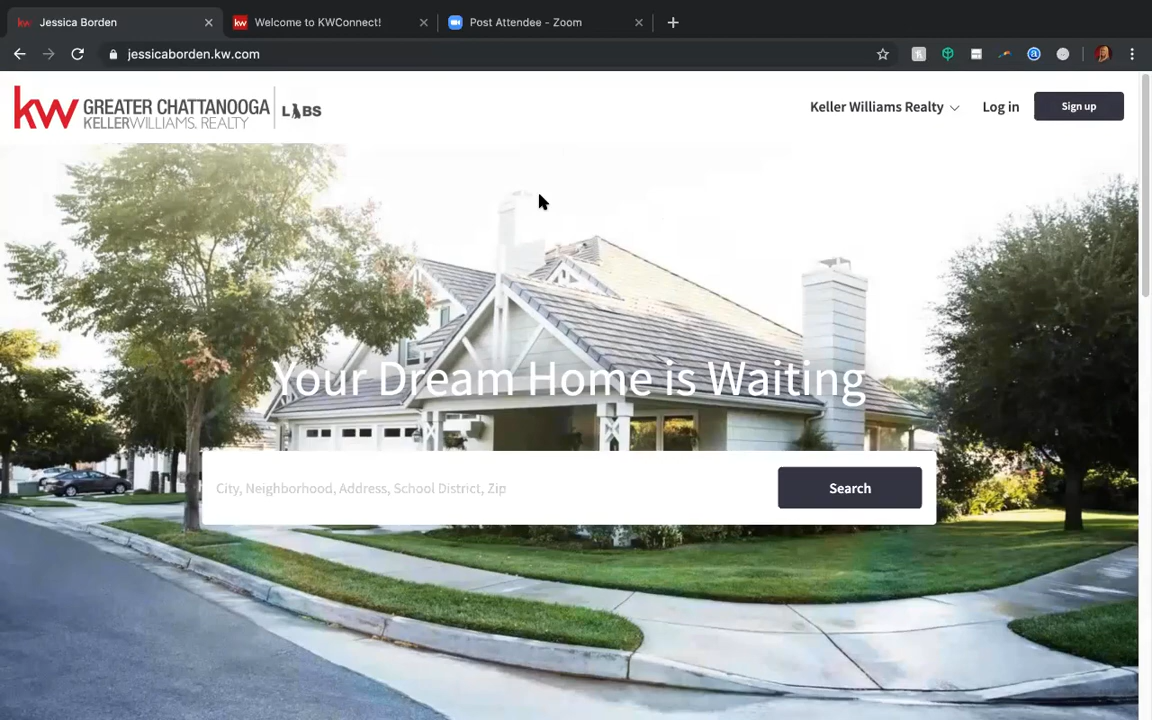 Jessica Borden
kw Welcome to KWConnect!
Post Attendee - Zoom
jessicaborden.kw.com
kw GREATER CHATTANOOGA
KELLERWILLIAMS. REALTY
LABS
Keller Williams Realty
Log in
Sign up
Your Dream Home is Waiting
City, Neighborhood, Address, School District, Zip
Search